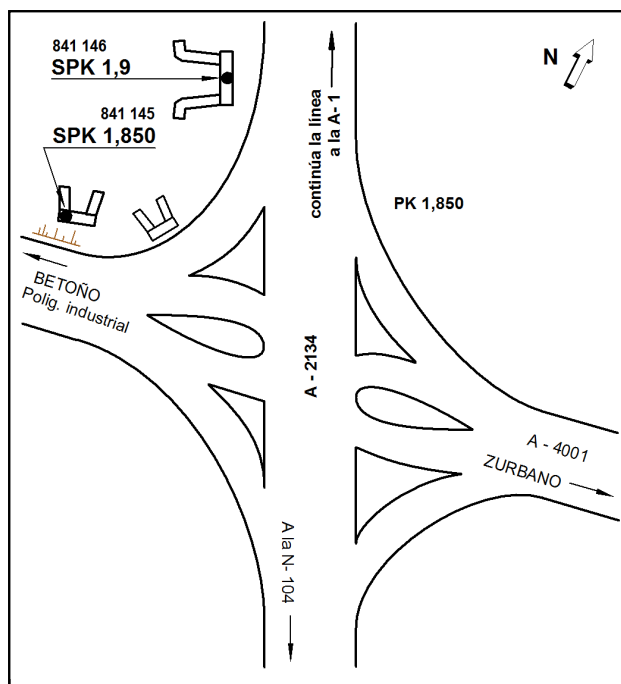 841 146
SPK 1,9
841 145
SPK 1,850
N
continúa la línea
a la A- 1
PK 1,850
BETOÑO
Polig. industrial
A - 2134
A - 4001
ZURBANO
A la N- 104